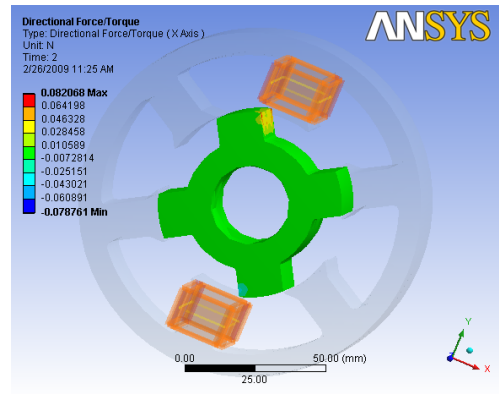 Directional Force/Torque
Type: Directional Force/Torque ( X Axis )
Unit: N
Time: 2
2/26/2009 11:25 AM
ANSYS
0.082068 Max
0.064198
0.046328
0.028458
0.010589
-0.0072814
-0.025151
-0.043021
-0.060891
-0.078761 Min
0.00 50.00 (mm)
25.00
Y
X